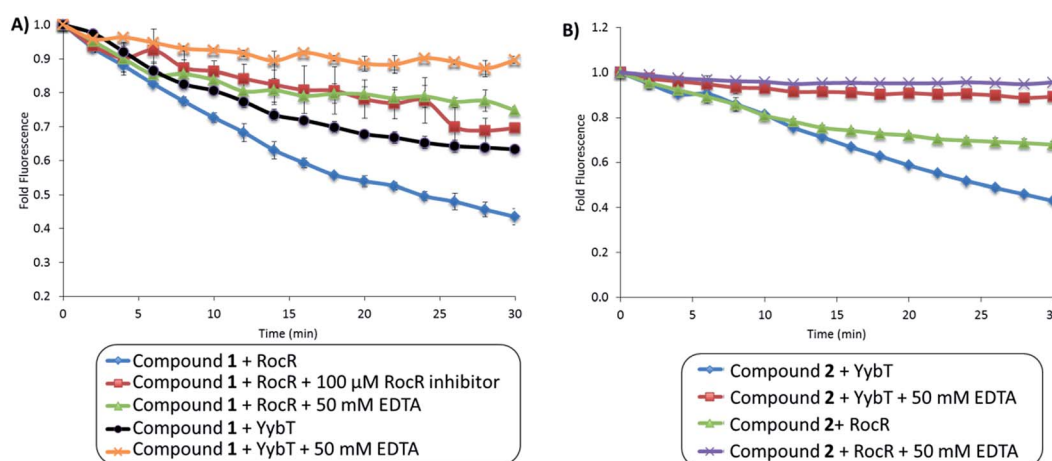 A)
1.0
0.9
0.8
0.7
0.6
0.5
0.4
0.3
0.2
Fold Fluorescence
0 5 10 15 20 25 30
Time (min)
Compound 1 + RocR
Compound 1 + RocR + 100 µM RocR inhibitor
Compound 1 + RocR + 50 mM EDTA
Compound 1 + YybT
Compound 1 + YybT + 50 mM EDTA
B)
1.2
1.0
0.8
0.6
0.4
0.2
0.0
Fold Fluorescence
0 5 10 15 20 25
Time (min)
Compound 2 + YybT
Compound 2 + YybT + 50 mM EDTA
Compound 2+ RocR
Compound 2 + RocR + 50 mM EDTA